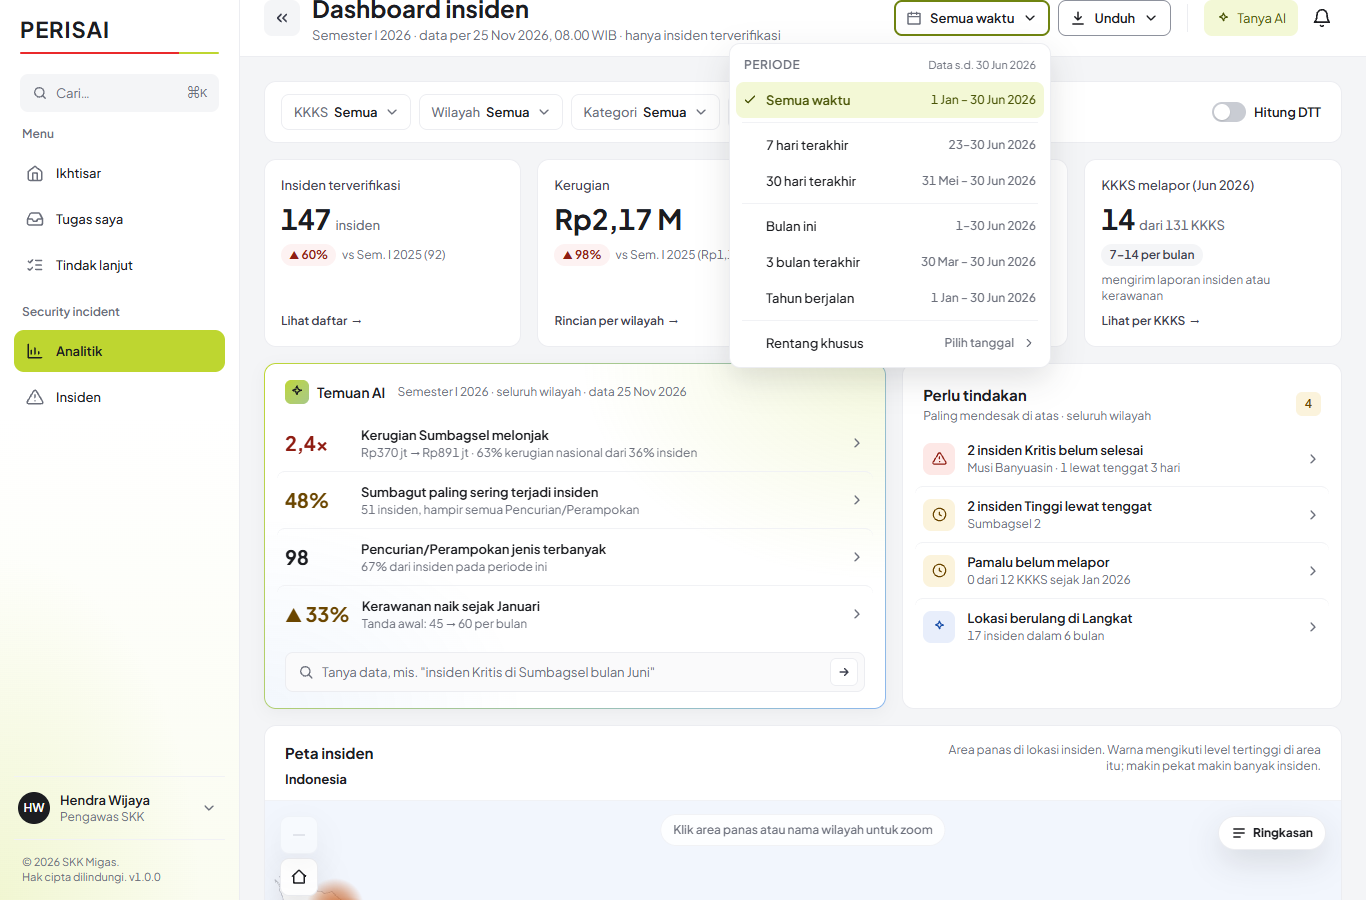 PERISAI
Cari...
⌘K
Menu
Ikhtisar
Tugas saya
Tindak lanjut
Security incident
Analitik
Insiden
HW
Hendra Wijaya
Pengawas SKK
© 2026 SKK Migas.
Hak cipta dilindungi. v1.0.0
Dashboard insiden
Semester I 2026 · data per 25 Nov 2026, 08.00 WIB · hanya insiden terverifikasi
Semua waktu
Unduh
Tanya AI
PERIODE
Data s.d. 30 Jun 2026
Semua waktu
1 Jan – 30 Jun 2026
7 hari terakhir
23–30 Jun 2026
30 hari terakhir
31 Mei – 30 Jun 2026
Bulan ini
1–30 Jun 2026
3 bulan terakhir
30 Mar – 30 Jun 2026
Tahun berjalan
1 Jan – 30 Jun 2026
Rentang khusus
Pilih tanggal
KKKS Semua
Wilayah Semua
Kategori Semua
Hitung DTT
Insiden terverifikasi
147 insiden
▲ 60% vs Sem. I 2025 (92)
Lihat daftar →
Kerugian
Rp2,17 M
▲ 98% vs Sem. I 2025 (Rp1,
Rincian per wilayah →
KKKS melapor (Jun 2026)
14 dari 131 KKKS
7–14 per bulan
mengirim laporan insiden atau
kerawanan
Lihat per KKKS →
Temuan AI
Semester I 2026 · seluruh wilayah · data 25 Nov 2026
2,4×
Kerugian Sumbagsel melonjak
Rp370 jt → Rp891 jt · 63% kerugian nasional dari 36% insiden
48%
Sumbagut paling sering terjadi insiden
51 insiden, hampir semua Pencurian/Perampokan
98
Pencurian/Perampokan jenis terbanyak
67% dari insiden pada periode ini
▲ 33%
Kerawanan naik sejak Januari
Tanda awal: 45 → 60 per bulan
Tanya data, mis. "insiden Kritis di Sumbagsel bulan Juni"
Perlu tindakan
Paling mendesak di atas · seluruh wilayah
4
2 insiden Kritis belum selesai
Musi Banyuasin · 1 lewat tenggat 3 hari
2 insiden Tinggi lewat tenggat
Sumbagsel 2
Pamalu belum melapor
0 dari 12 KKKS sejak Jan 2026
Lokasi berulang di Langkat
17 insiden dalam 6 bulan
Peta insiden
Indonesia
Area panas di lokasi insiden. Warna mengikuti level tertinggi di area
itu; makin pekat makin banyak insiden.
Klik area panas atau nama wilayah untuk zoom
Ringkasan